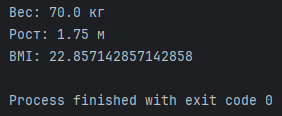 Вес: 70.0 кг
Рост: 1.75 м
BMI: 22.857142857142858
Process finished with exit code 0